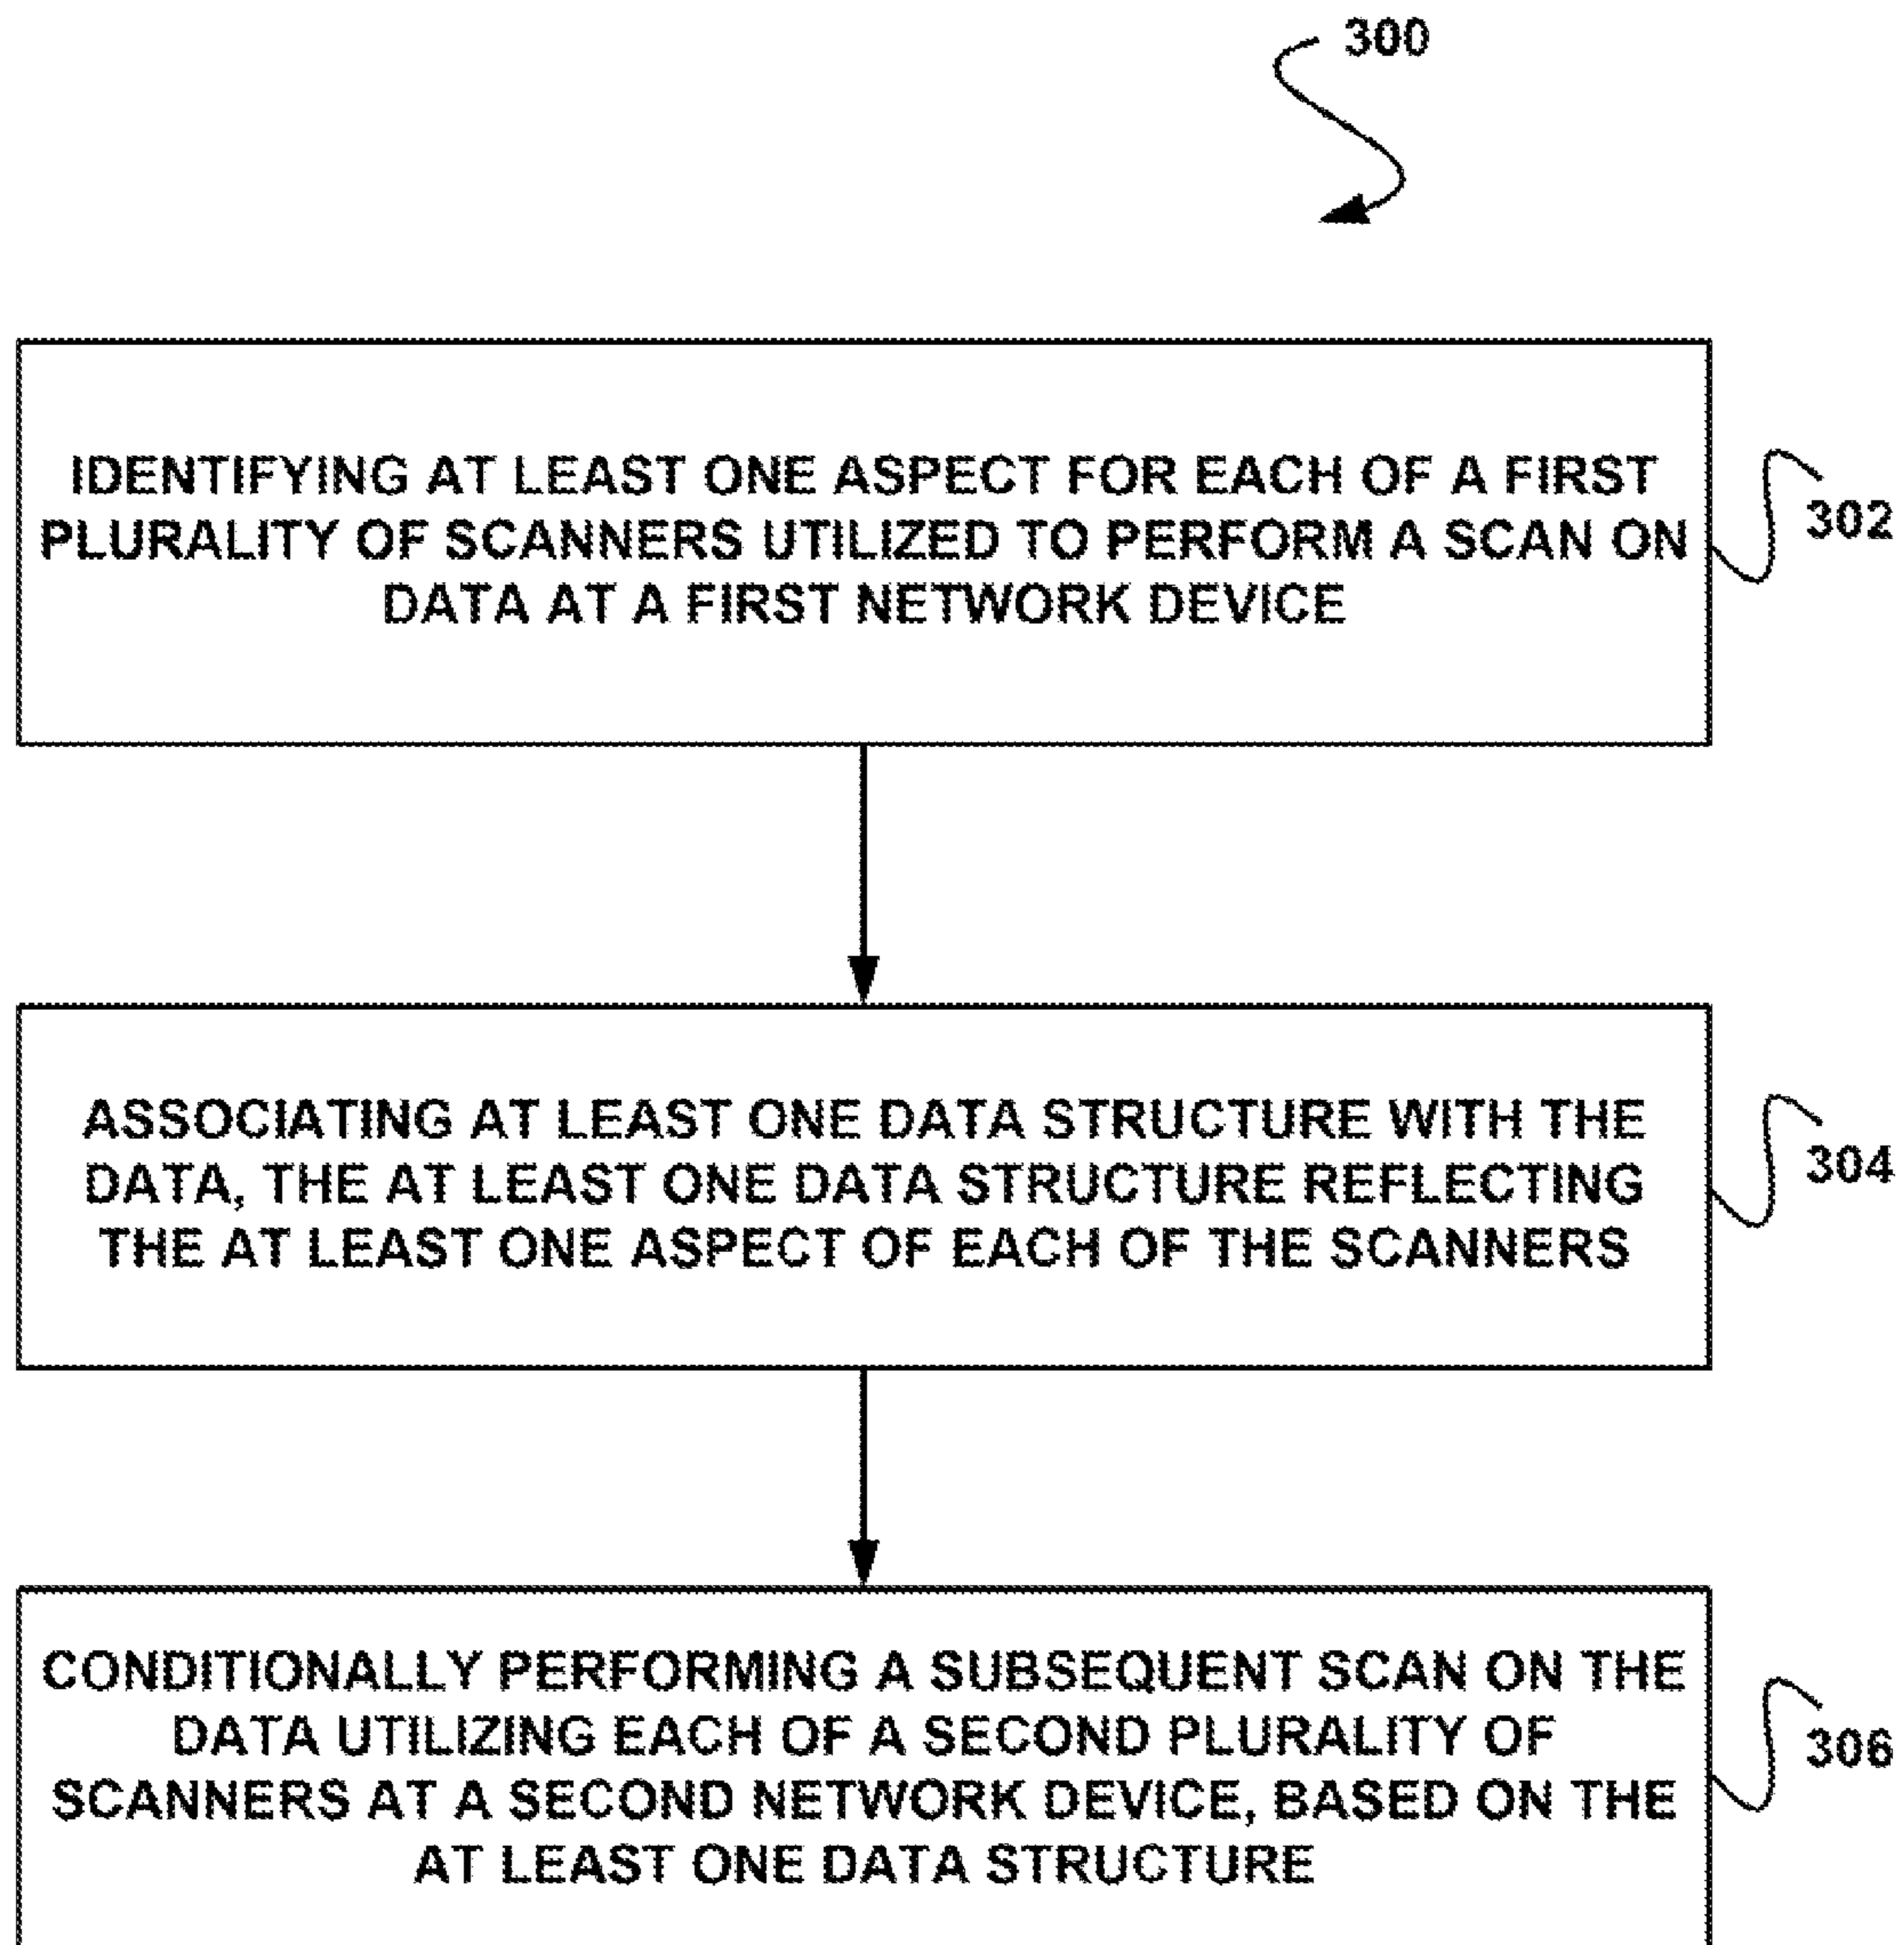 300
IDENTIFYING AT LEAST ONE ASPECT FOR EACH OF A FIRST
PLURALITY OF SCANNERS UTILIZED TO PERFORM A SCAN ON
DATA AT A FIRST NETWORK DEVICE
302
ASSOCIATING AT LEAST ONE DATA STRUCTURE WITH THE
DATA, THE AT LEAST ONE DATA STRUCTURE REFLECTING
THE AT LEAST ONE ASPECT OF EACH OF THE SCANNERS
304
CONDITIONALLY PERFORMING A SUBSEQUENT SCAN ON THE
DATA UTILIZING EACH OF A SECOND PLURALITY OF
SCANNERS AT A SECOND NETWORK DEVICE, BASED ON THE
AT LEAST ONE DATA STRUCTURE
306